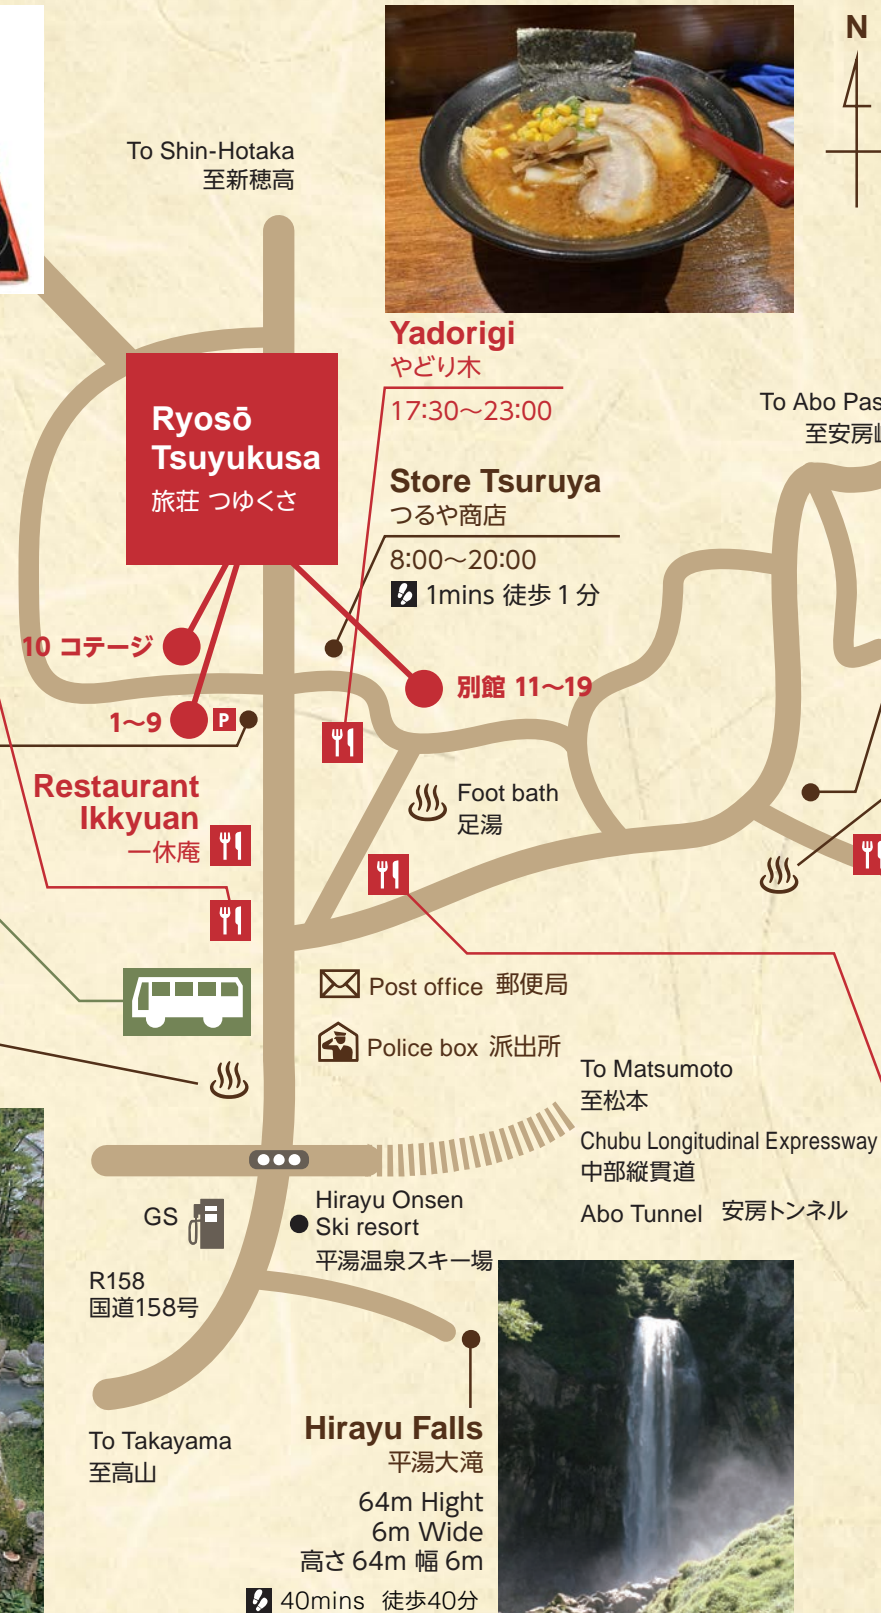 N
To Shin-Hotaka
至新穂高
Yadorigi
やどり木
17:30～23:00
To Abo Pas
至安房
Ryosō
Tsuyukusa
旅荘 つゆくさ
Store Tsuruya
つるや商店
8:00～20:00
1mins 徒歩1分
10 コテージ
別館 11～19
1～9 P
Restaurant
Ikkyuan
一休庵
Foot bath
足湯
Post office 郵便局
Police box 派出所
To Matsumoto
至松本
Chubu Longitudinal Expressway
中部縦貫道
Abo Tunnel 安房トンネル
GS
Hirayu Onsen
Ski resort
平湯温泉スキー場
R158
国道158号
To Takayama
至高山
Hirayu Falls
平湯大滝
64m Hight
6m Wide
高さ64m 幅6m
40mins 徒歩40分